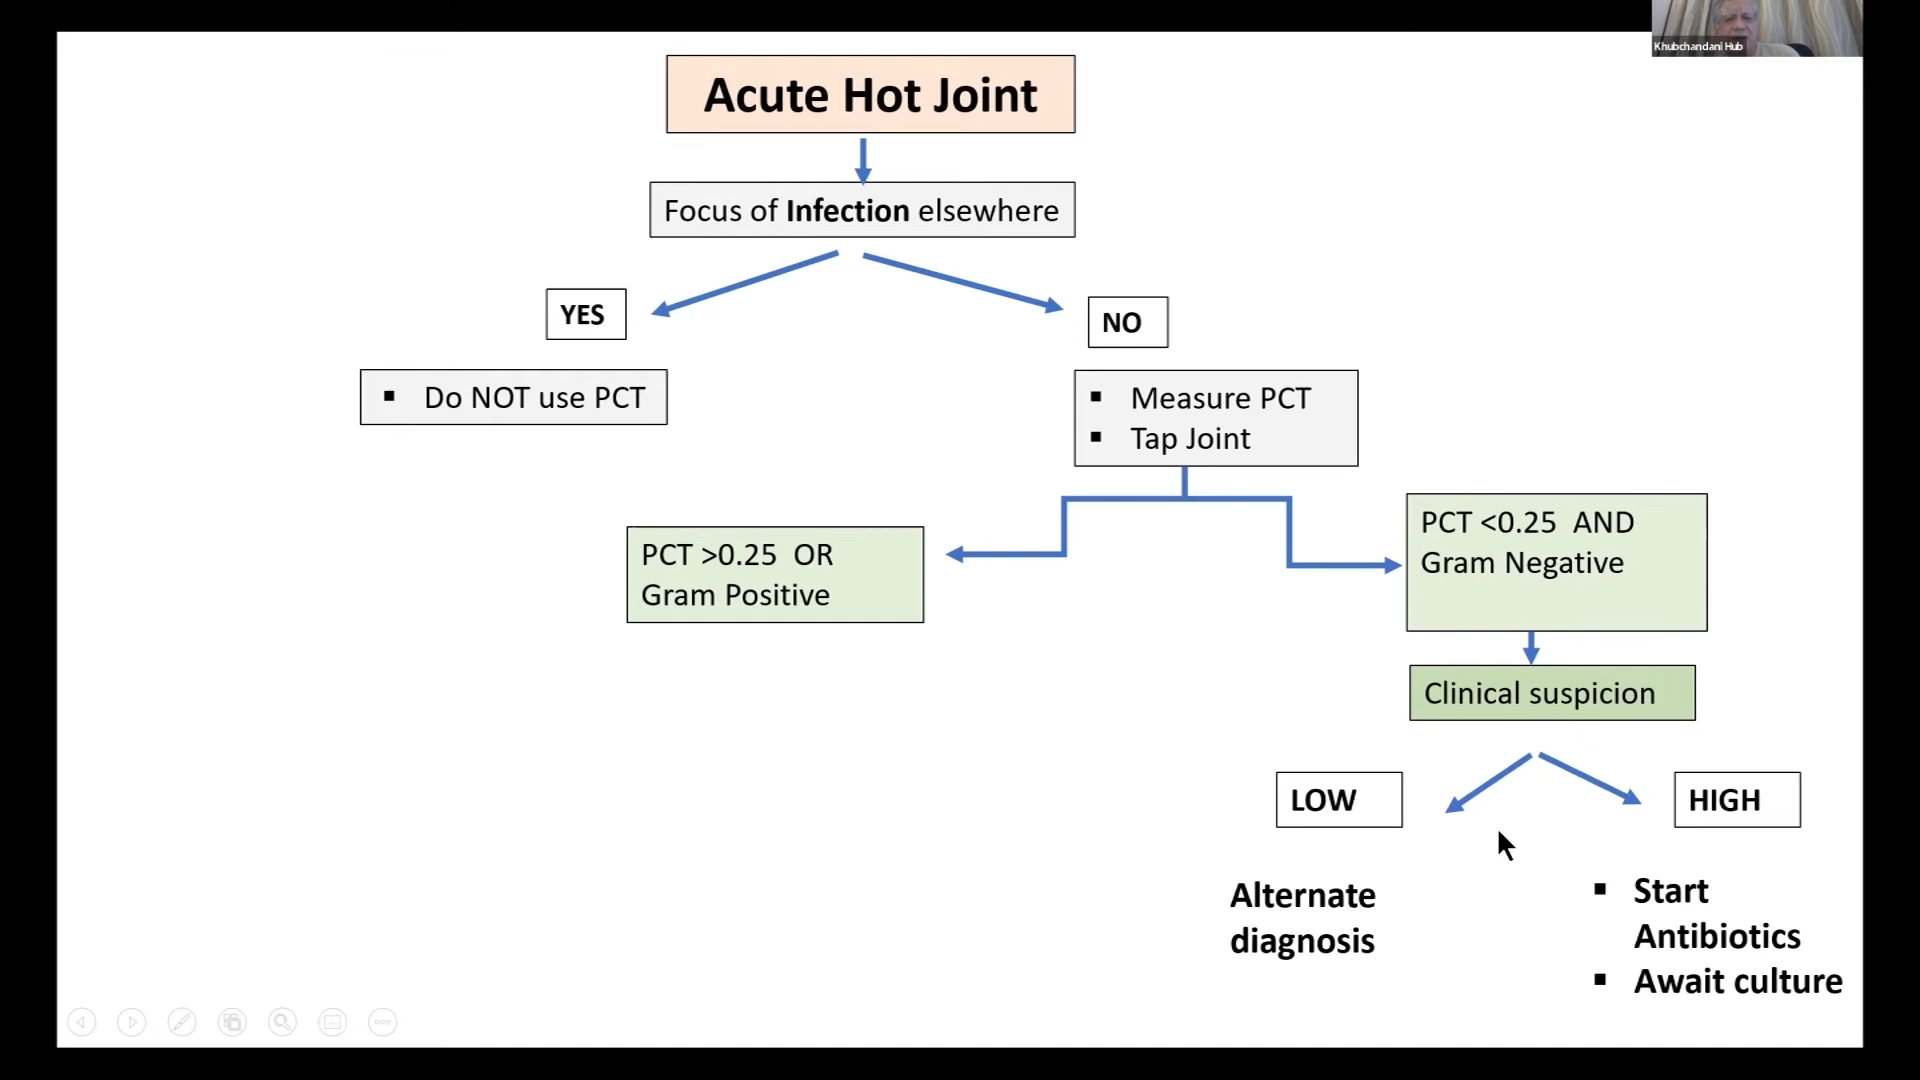 Khubchandani Hub
Acute Hot Joint
Focus of Infection elsewhere
YES
NO
▪ Do NOT use PCT
▪ Measure PCT
▪ Tap Joint
PCT >0.25 OR
Gram Positive
PCT <0.25 AND
Gram Negative
Clinical suspicion
LOW
HIGH
Alternate
diagnosis
▪ Start
Antibiotics
▪ Await culture